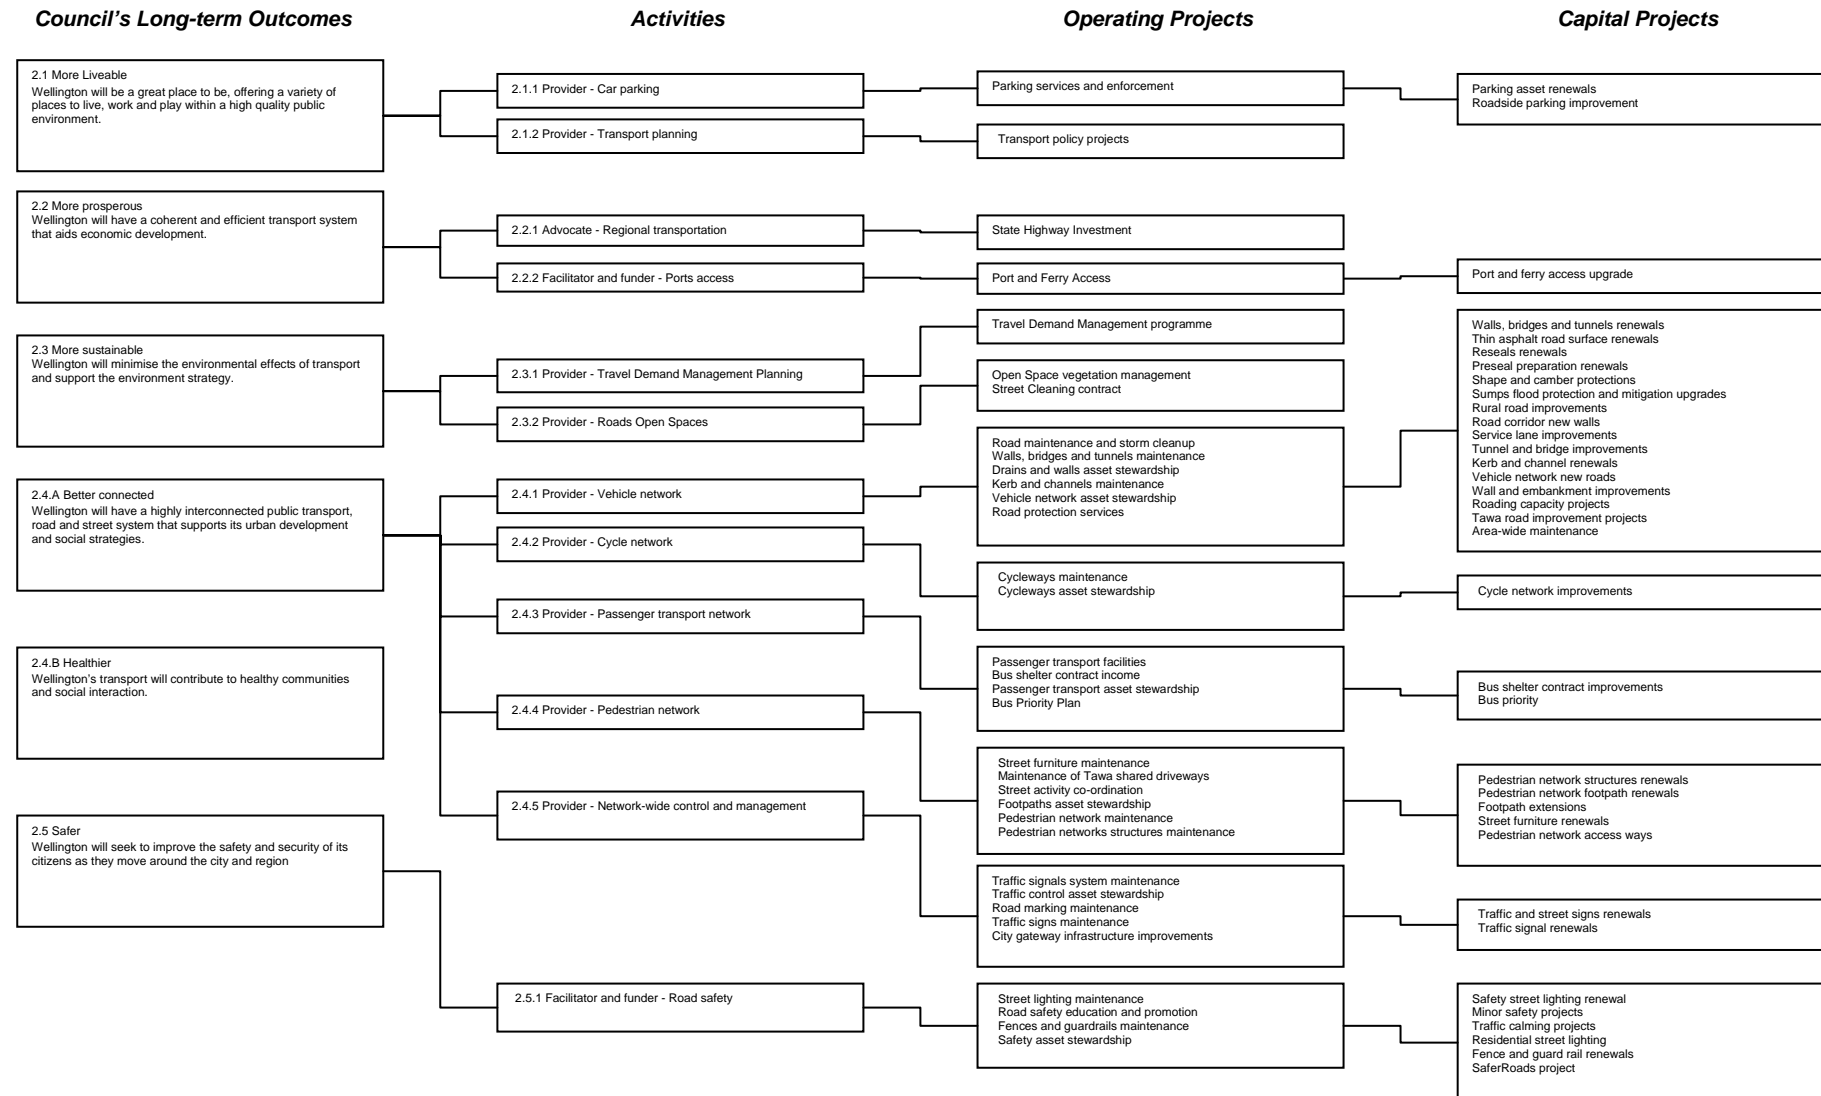 Council's Long-term Outcomes
Activities
Operating Projects
Capital Projects
2.1 More Liveable
Wellington will be a great place to be, offering a variety of
places to live, work and play within a high quality public
environment.
2.1.1 Provider - Car parking
2.1.2 Provider - Transport planning
Parking services and enforcement
Transport policy projects
Parking asset renewals
Roadside parking improvement
2.2 More prosperous
Wellington will have a coherent and efficient transport system
that aids economic development.
2.2.1 Advocate - Regional transportation
2.2.2 Facilitator and funder - Ports access
State Highway Investment
Port and Ferry Access
Port and ferry access upgrade
2.3 More sustainable
Wellington will minimise the environmental effects of transport
and support the environment strategy.
2.3.1 Provider - Travel Demand Management Planning
2.3.2 Provider - Roads Open Spaces
Travel Demand Management programme
Open Space vegetation management
Street Cleaning contract
2.4.A Better connected
Wellington will have a highly interconnected public transport,
road and street system that supports its urban development
and social strategies.
2.4.B Healthier
Wellington's transport will contribute to healthy communities
and social interaction.
2.4.1 Provider - Vehicle network
2.4.2 Provider - Cycle network
2.4.3 Provider - Passenger transport network
2.4.4 Provider - Pedestrian network
2.4.5 Provider - Network-wide control and management
Road maintenance and storm cleanup
Walls, bridges and tunnels maintenance
Drains and walls asset stewardship
Kerb and channels maintenance
Vehicle network asset stewardship
Road protection services
Walls, bridges and tunnels renewals
Thin asphalt road surface renewals
Reseals renewals
Preseal preparation renewals
Shape and camber protections
Sumps flood protection and mitigation upgrades
Rural road improvements
Road corridor new walls
Service lane improvements
Tunnel and bridge improvements
Kerb and channel renewals
Vehicle network new roads
Wall and embankment improvements
Roading capacity projects
Tawa road improvement projects
Area-wide maintenance
Cycleways maintenance
Cycleways asset stewardship
Cycle network improvements
Passenger transport facilities
Bus shelter contract income
Passenger transport asset stewardship
Bus Priority Plan
Bus shelter contract improvements
Bus priority
Street furniture maintenance
Maintenance of Tawa shared driveways
Street activity co-ordination
Footpaths asset stewardship
Pedestrian network maintenance
Pedestrian networks structures maintenance
Pedestrian network structures renewals
Pedestrian network footpath renewals
Footpath extensions
Street furniture renewals
Pedestrian network access ways
Traffic signals system maintenance
Traffic control asset stewardship
Road marking maintenance
Traffic signs maintenance
City gateway infrastructure improvements
Traffic and street signs renewals
Traffic signal renewals
2.5 Safer
Wellington will seek to improve the safety and security of its
citizens as they move around the city and region
2.5.1 Facilitator and funder - Road safety
Street lighting maintenance
Road safety education and promotion
Fences and guardrails maintenance
Safety asset stewardship
Safety street lighting renewal
Minor safety projects
Traffic calming projects
Residential street lighting
Fence and guard rail renewals
SaferRoads project